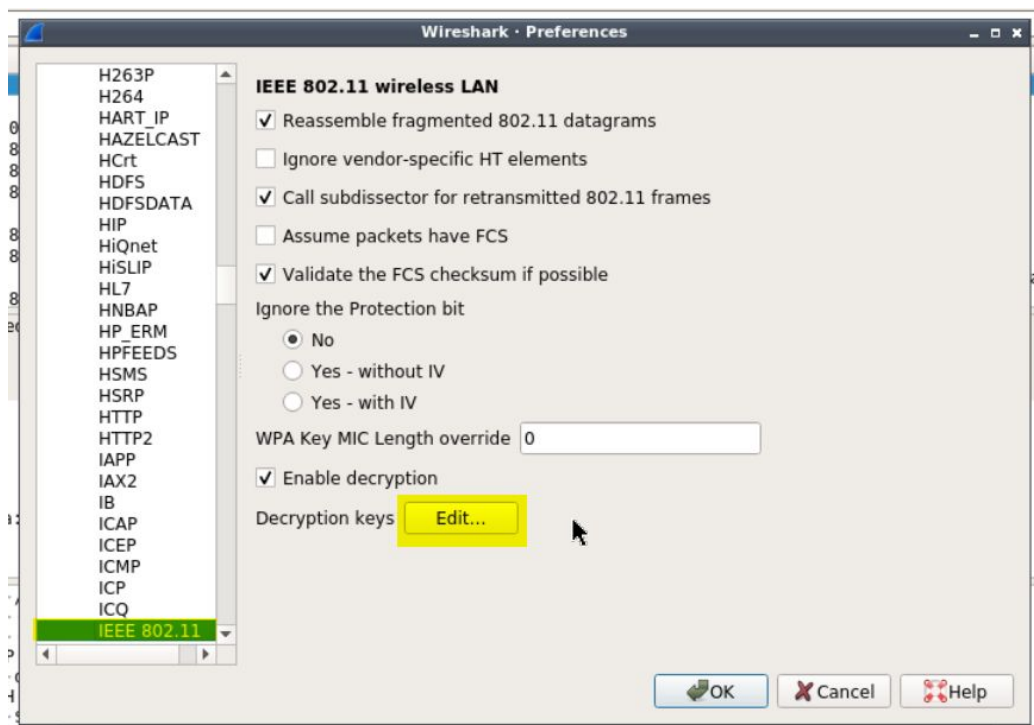 Wireshark · Preferences
H263P
H264
HART_IP
HAZELCAST
HCrt
HDFS
HDFSDATA
HIP
HiQnet
HiSLIP
HL7
HNBAP
HP_ERM
HPFEEDS
HSMS
HSRP
HTTP
HTTP2
IAPP
IAX2
IB
ICAP
ICEP
ICMP
ICP
ICQ
IEEE 802.11
IEEE 802.11 wireless LAN
Reassemble fragmented 802.11 datagrams
Ignore vendor-specific HT elements
Call subdissector for retransmitted 802.11 frames
Assume packets have FCS
Validate the FCS checksum if possible
Ignore the Protection bit
No
Yes - without IV
Yes - with IV
WPA Key MIC Length override 0
Enable decryption
Decryption keys Edit...
OK Cancel Help